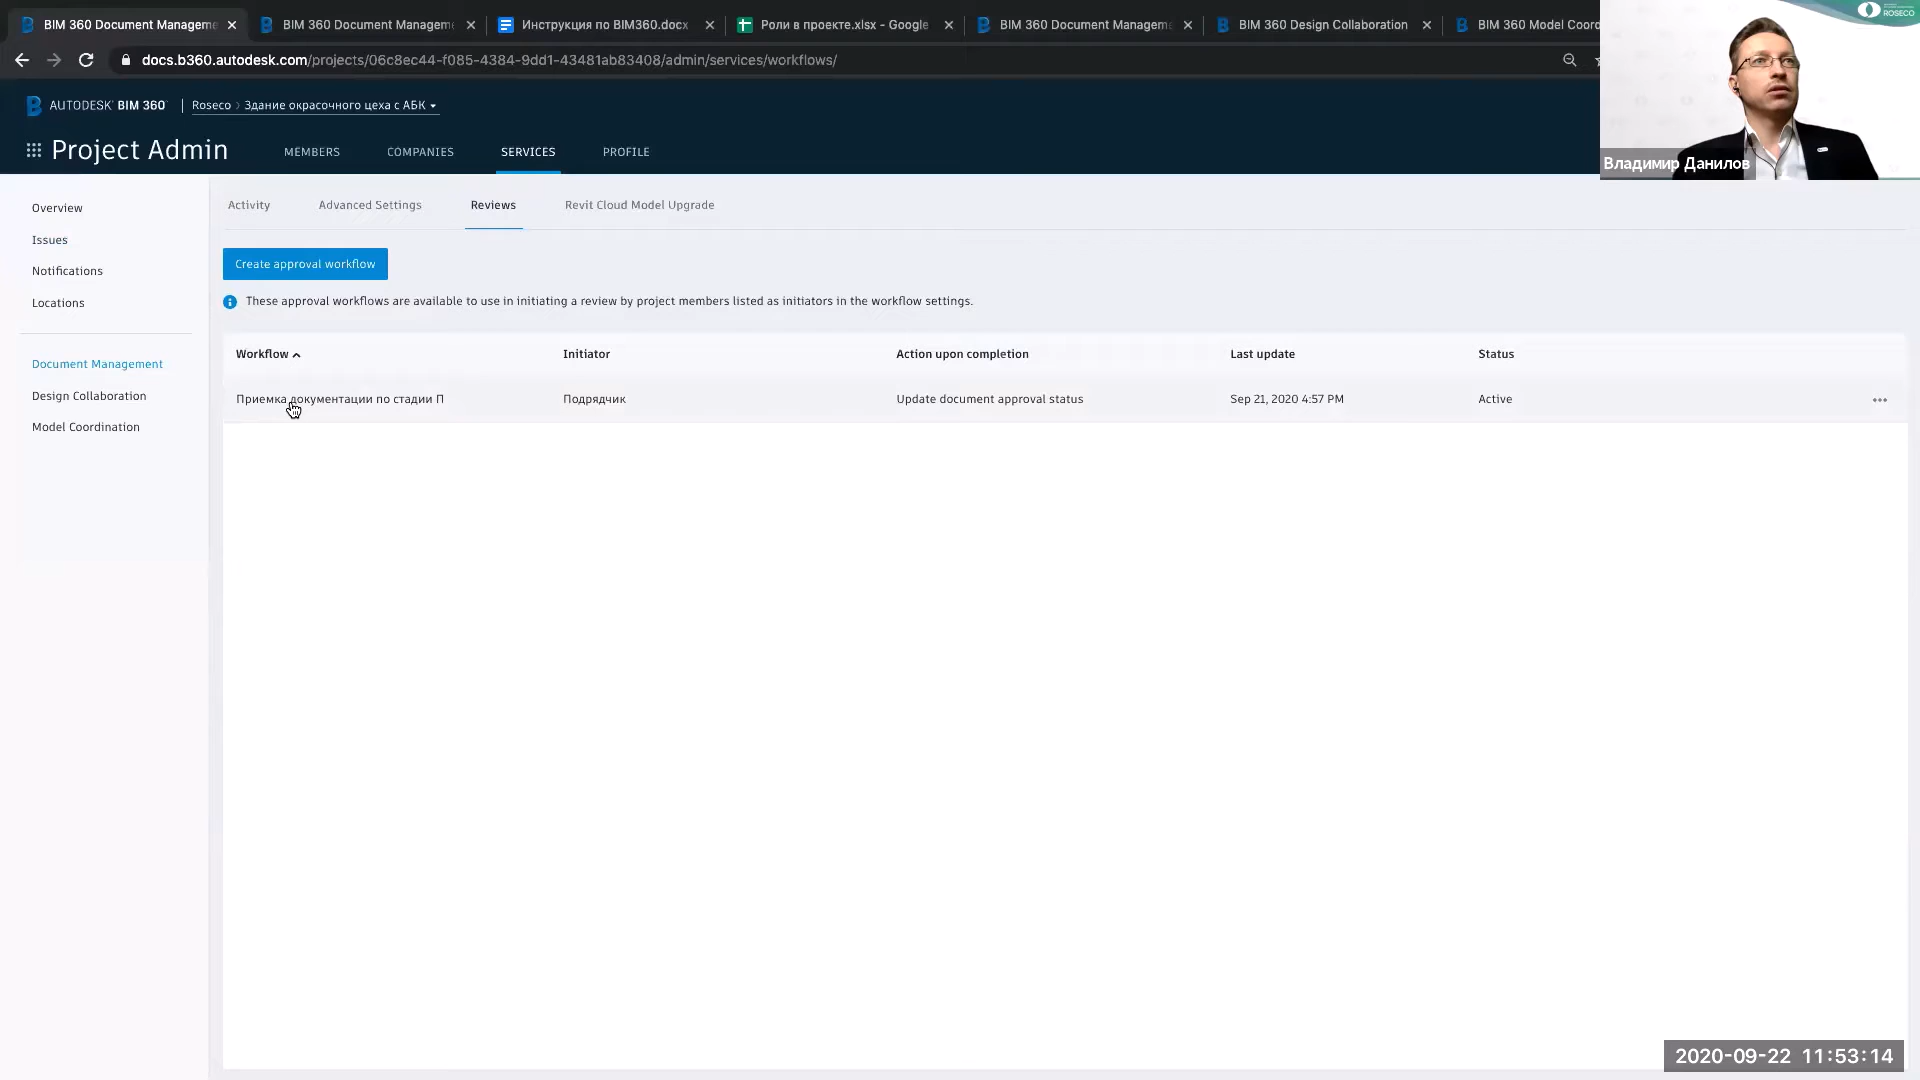 BIM 360 Document Manageme
BIM 360 Document Manageme
Инструкция по BIM360.docx
Роли в проекте.xlsx - Google
BIM 360 Document Manageme
BIM 360 Design Collaboration
BIM 360 Model Coord
docs.b360.autodesk.com/projects/06c8ec44-f085-4384-9dd1-43481ab83408/admin/services/workflows/
ROSECO
AUTODESK BIM 360
Roseco > Здание окрасочного цеха с АБК
Владимир Данилов
Project Admin
MEMBERS
COMPANIES
SERVICES
PROFILE
Overview
Issues
Notifications
Locations
Document Management
Design Collaboration
Model Coordination
Activity
Advanced Settings
Reviews
Revit Cloud Model Upgrade
Create approval workflow
These approval workflows are available to use in initiating a review by project members listed as initiators in the workflow settings.
Workflow
Initiator
Action upon completion
Last update
Status
Приемка документации по стадии П
Подрядчик
Update document approval status
Sep 21, 2020 4:57 PM
Active
2020-09-22 11:53:14